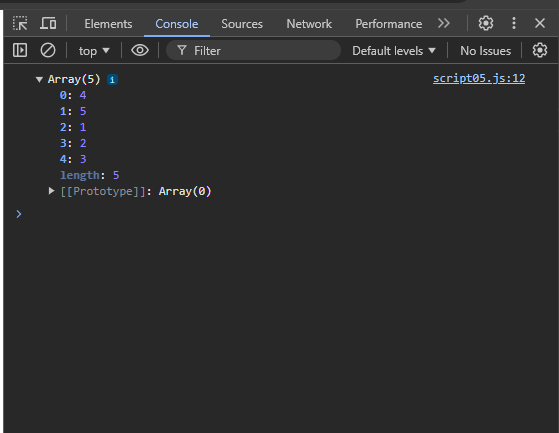 Elements Console Sources Network Performance
top Filter Default levels No Issues
Array(5) i script05.js:12
0: 4
1: 5
2: 1
3: 2
4: 3
length: 5
[[Prototype]]: Array(0)